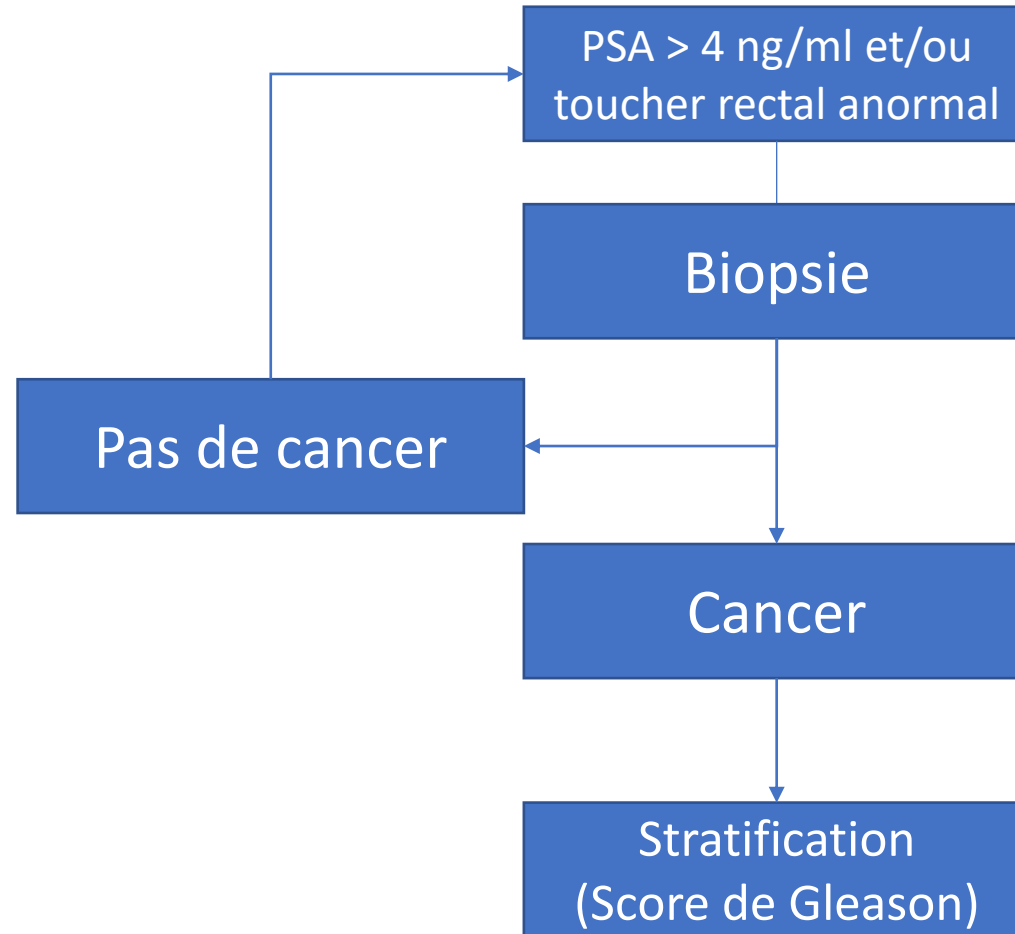 PSA > 4 ng/ml et/ou
toucher rectal anormal
Biopsie
Pas de cancer
Cancer
Stratification
(Score de Gleason)